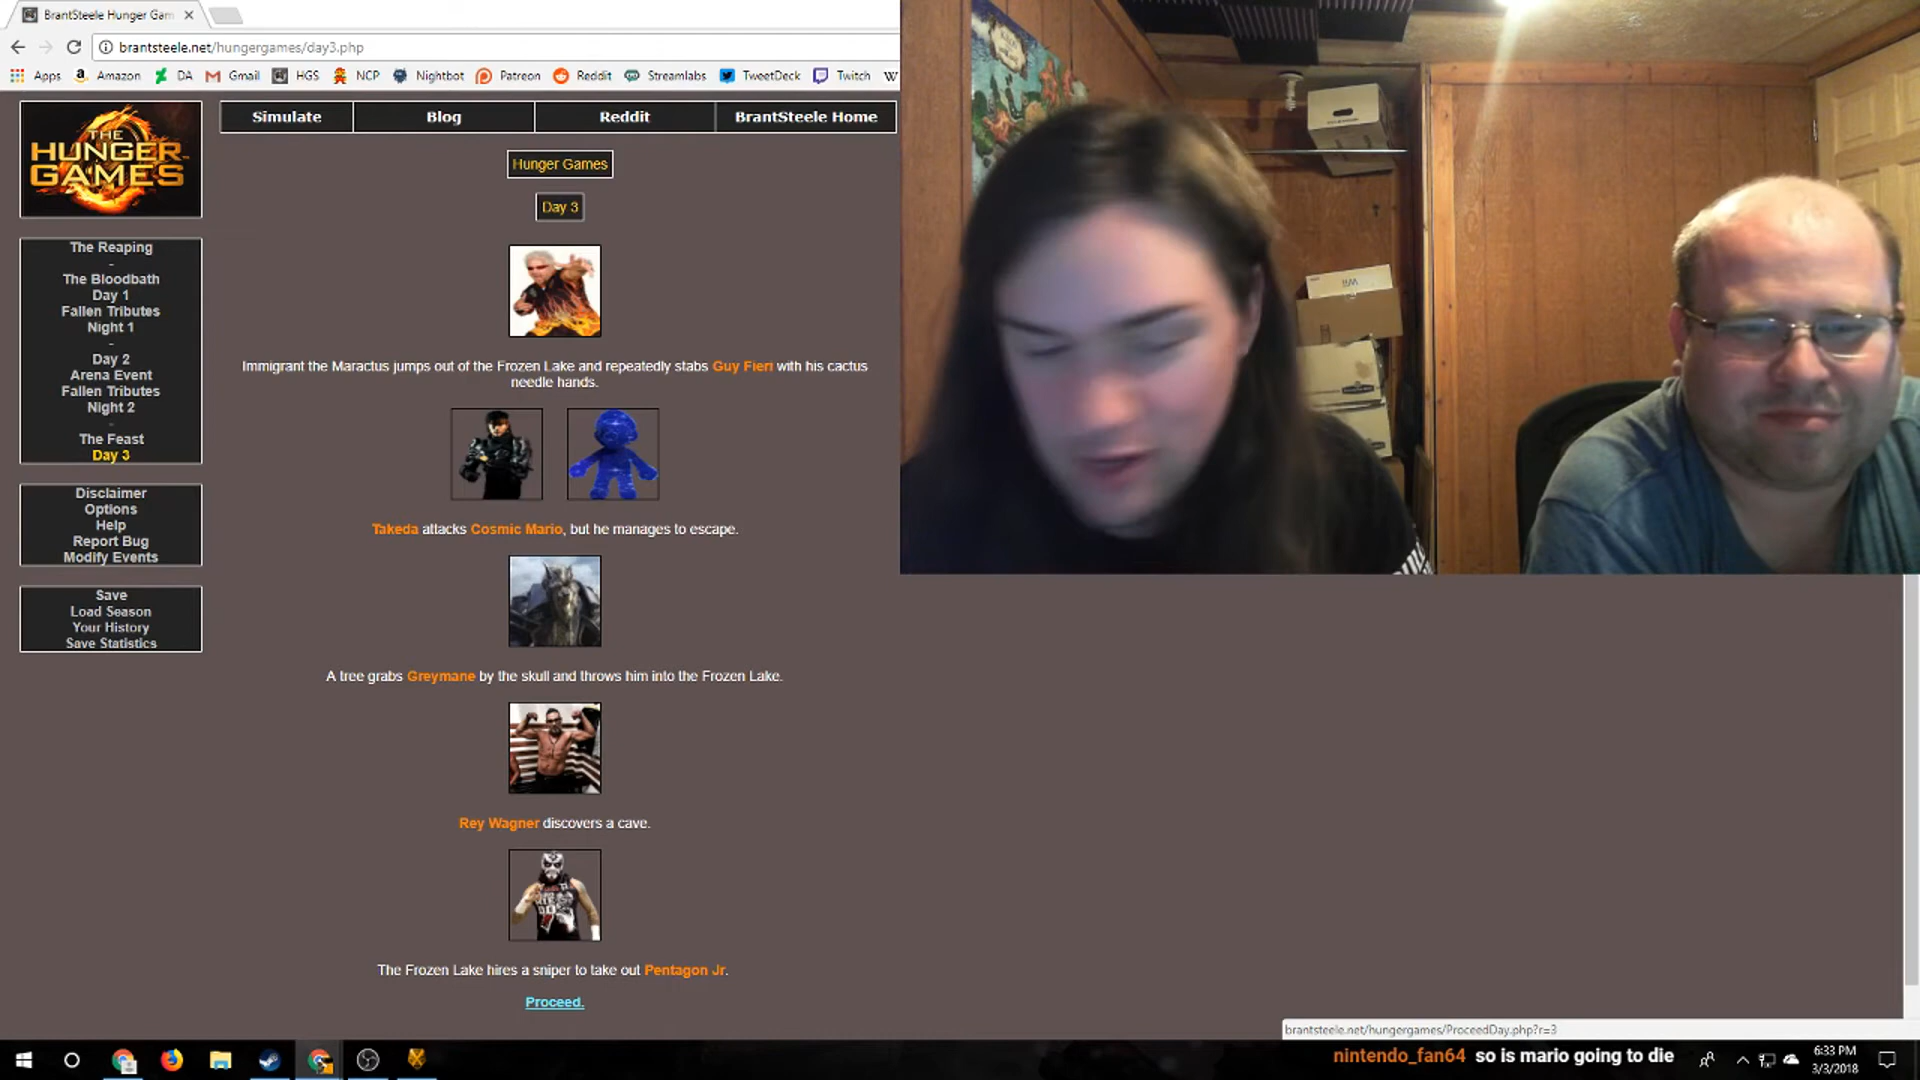 BrantSteele Hunger Gam
brantsteele.net/hungergames/day3.php
Apps Amazon DA Gmail HGS NCP Nightbot Patreon Reddit Streamlabs TweetDeck Twitch W
THE HUNGER GAMES
Simulate Blog Reddit BrantSteele Home
Hunger Games
Day 3
The Reaping
-
The Bloodbath
Day 1
Fallen Tributes
Night 1
-
Day 2
Arena Event
Fallen Tributes
Night 2
-
The Feast
Day 3
Disclaimer
Options
Help
Report Bug
Modify Events
Save
Load Season
Your History
Save Statistics
Immigrant the Maractus jumps out of the Frozen Lake and repeatedly stabs Guy Fieri with his cactus
needle hands.
Takeda attacks Cosmic Mario, but he manages to escape.
A tree grabs Greymane by the skull and throws him into the Frozen Lake.
Rey Wagner discovers a cave.
The Frozen Lake hires a sniper to take out Pentagon Jr.
Proceed.
brantsteele.net/hungergames/ProceedDay.php?r=3
nintendo_fan64 so is mario going to die
6:33 PM
3/3/2018